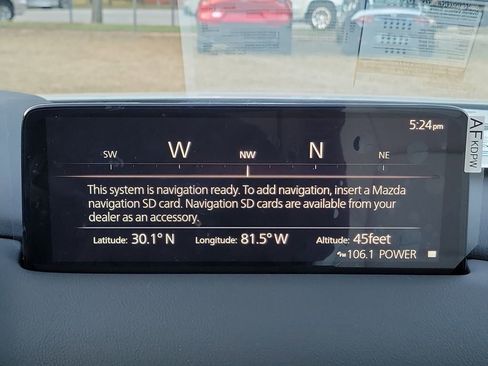 5:24pm
SW W NW N NE
This system is navigation ready. To add navigation, insert a Mazda
navigation SD card. Navigation SD cards are available from your
dealer as an accessory.
Latitude: 30.1° N Longitude: 81.5° W Altitude: 45feet
106.1 POWER
AFKDPW